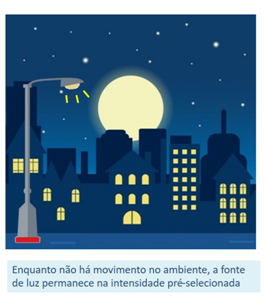 Enquanto não há movimento no ambiente, a fonte
de luz permanece na intensidade pré-selecionada